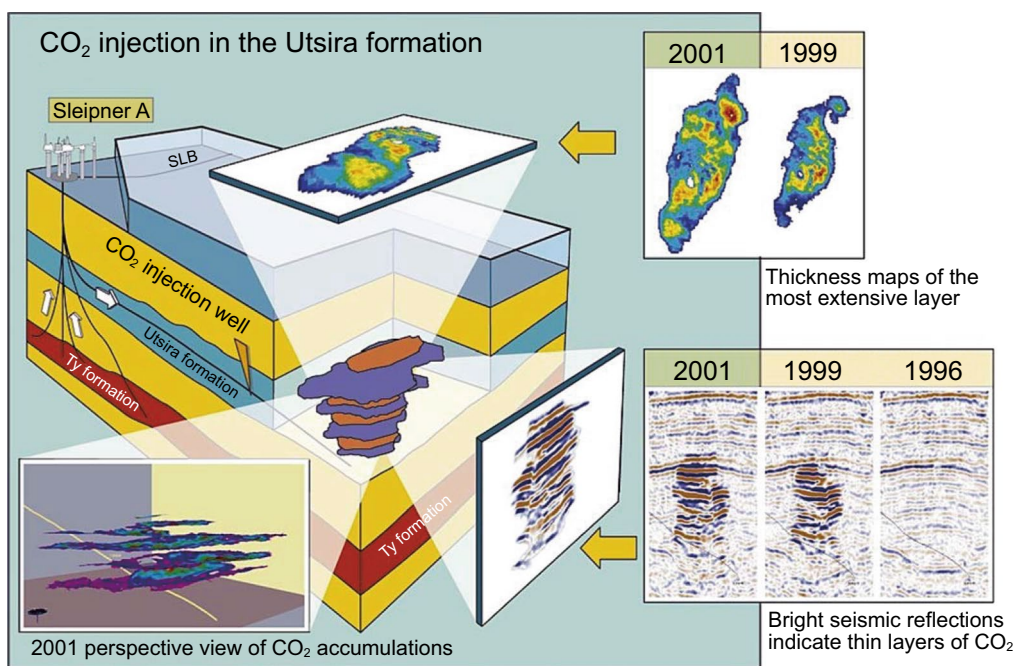 CO₂ injection in the Utsira formation
Sleipner A
SLB
CO₂ injection well
Utsira formation
Ty formation
Ty formation
2001 perspective view of CO₂ accumulations
2001 1999
Thickness maps of the
most extensive layer
2001 1999 1996
Bright seismic reflections
indicate thin layers of CO₂